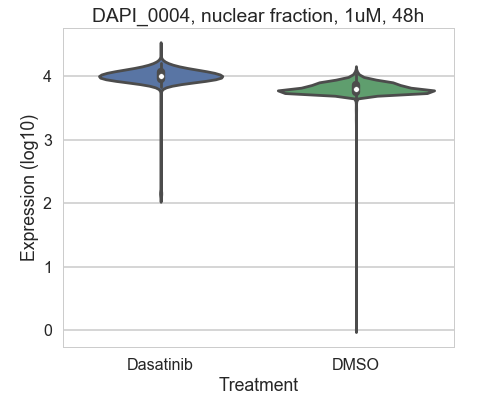 DAPI_0004, nuclear fraction, 1uM, 48h
Expression (log10)
4
3
2
1
0
Dasatinib
DMSO
Treatment